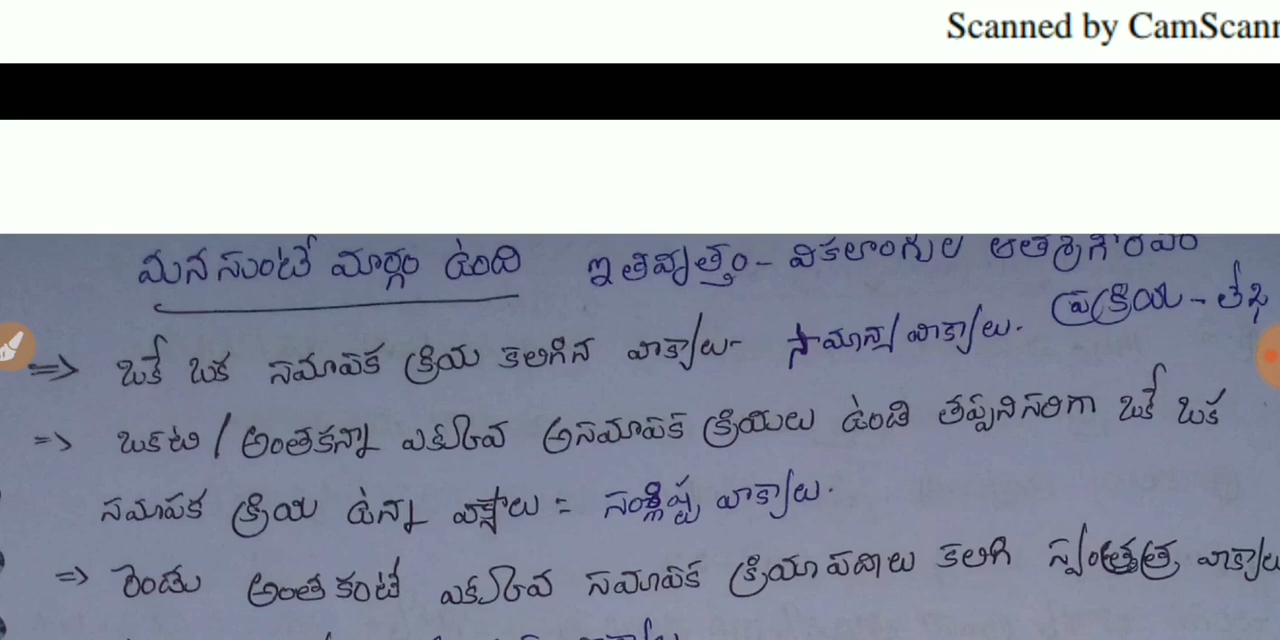 Scanned by CamScann
మనసుంటే మార్గం ఉంది ఇతివృత్తం - వికలాంగుల ఆత్మగౌరవం
ప్రక్రియ - లేఖ
=> ఒకే ఒక సమాపక క్రియ కలిగిన వాక్యాలు - సామాన్య వాక్యాలు.
=> ఒకటి / అంతకన్నా ఎక్కువ అసమాపక క్రియలు ఉండి తప్పనిసరిగా ఒకే ఒక
సమాపక క్రియ ఉన్న వాక్యాలు = సంశ్లిష్ట వాక్యాలు.
=> రెండు అంతకంటే ఎక్కువ సమాపక క్రియా పదాలు కలిగి స్వంతత్ర వాక్యాలు